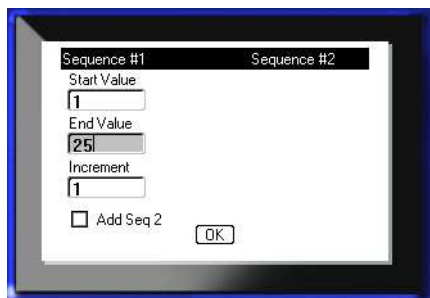 Sequence #1 Sequence #2
Start Value
1
End Value
25
Increment
1
Add Seq 2
OK